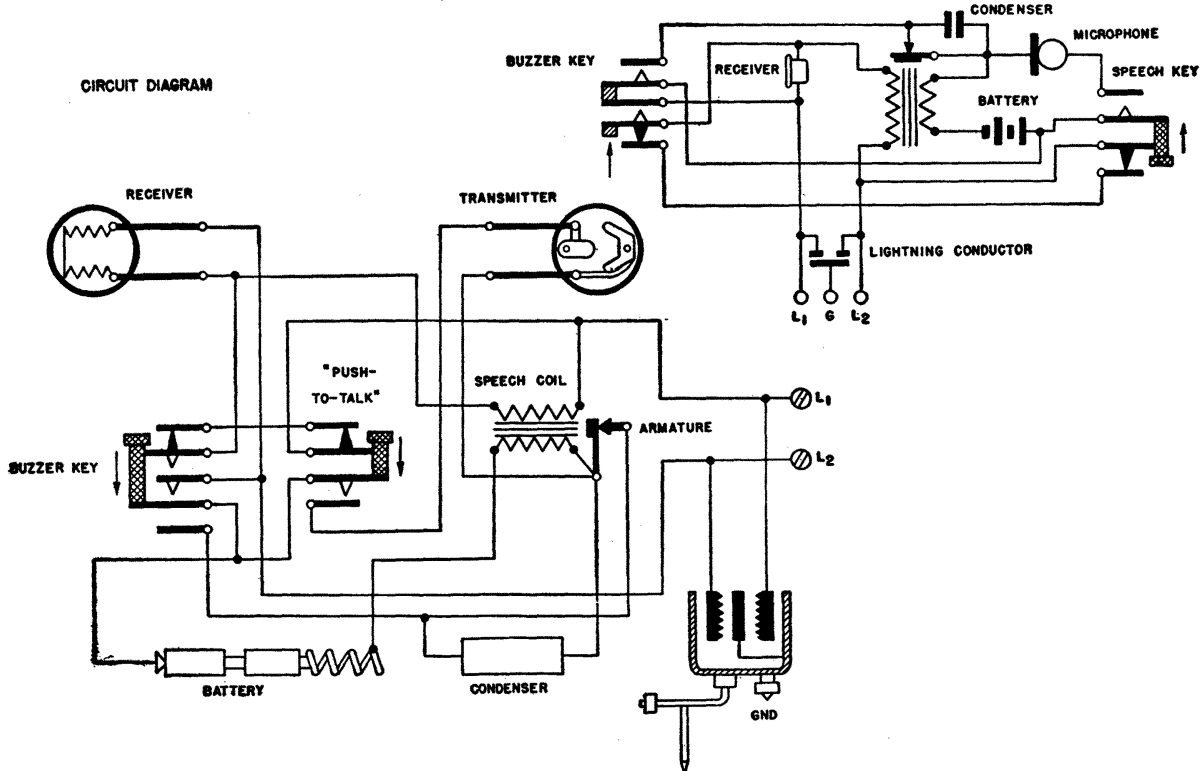 CONDENSER
MICROPHONE
BUZZER KEY
RECEIVER
SPEECH KEY
CIRCUIT DIAGRAM
BATTERY
RECEIVER
TRANSMITTER
LIGHTNING CONDUCTOR
L1 G L2
"PUSH-
TO-TALK"
SPEECH COIL
L1
ARMATURE
BUZZER KEY
L2
BATTERY
CONDENSER
GND